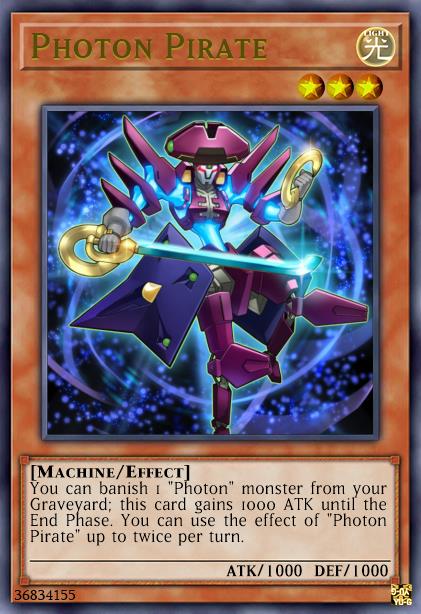 PHOTON PIRATE
LIGHT
光
[MACHINE/EFFECT]
You can banish 1 "Photon" monster from your
Graveyard; this card gains 1000 ATK until the
End Phase. You can use the effect of "Photon
Pirate" up to twice per turn.
ATK/1000 DEF/1000
36834155